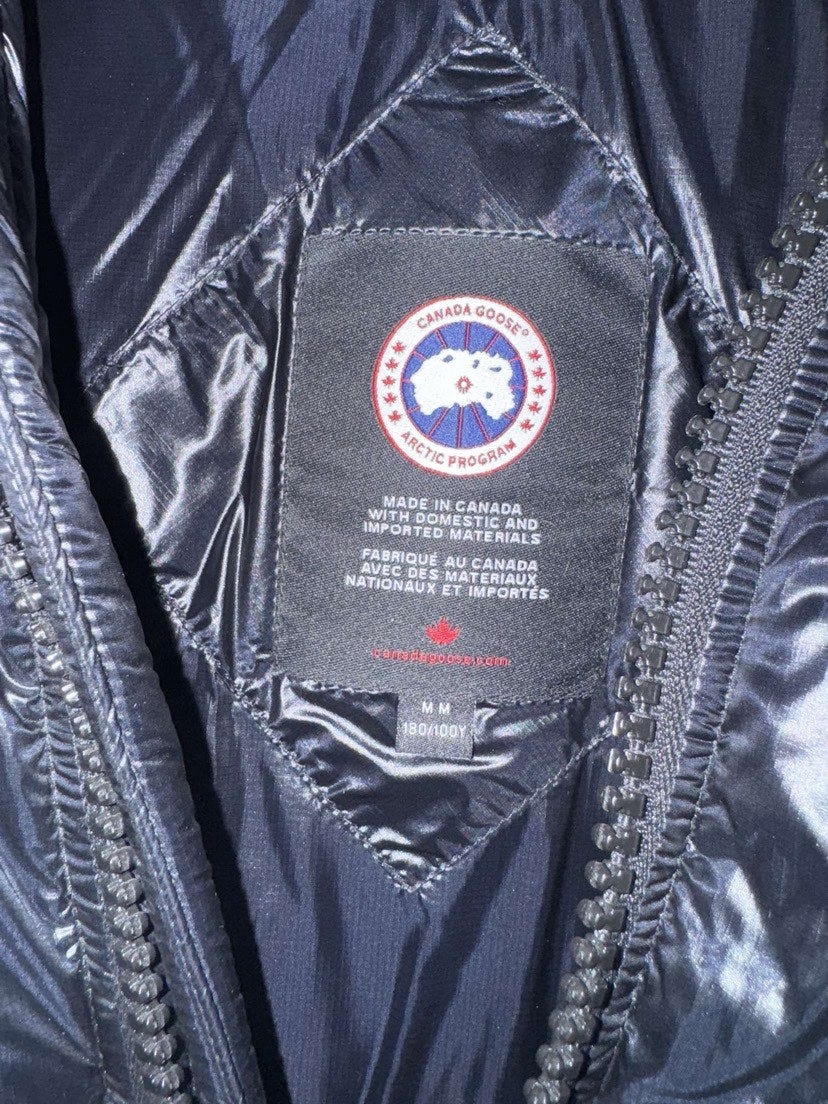 CANADA GOOSE®
ARCTIC PROGRAM
MADE IN CANADA
WITH DOMESTIC AND
IMPORTED MATERIALS
FABRIQUÉ AU CANADA
AVEC DES MATERIAUX
NATIONAUX ET IMPORTÉS
canadagoose.com
M M
180/100Y